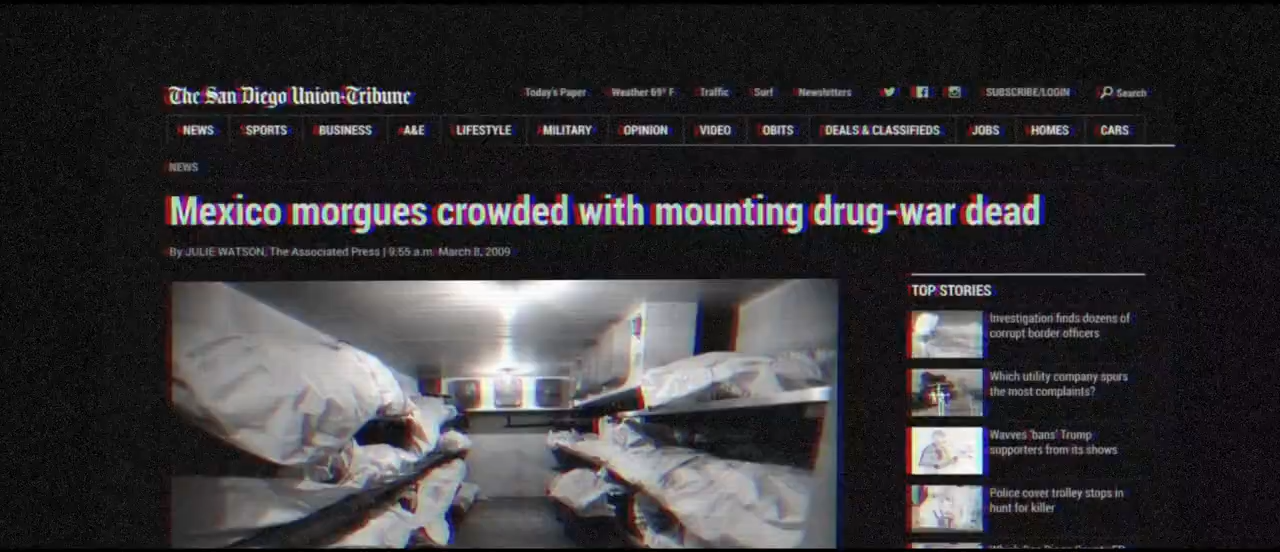 The San Diego Union-Tribune
Today's Paper Weather 69° F Traffic Surf Newsletters SUBSCRIBE/LOGIN Search
NEWS SPORTS BUSINESS A&E LIFESTYLE MILITARY OPINION VIDEO OBITS DEALS & CLASSIFIEDS JOBS HOMES CARS
NEWS
Mexico morgues crowded with mounting drug-war dead
By JULIE WATSON, The Associated Press | 9:55 a.m. March 8, 2009
TOP STORIES
Investigation finds dozens of
corrupt border officers
Which utility company spurs
the most complaints?
Wavves 'bans' Trump
supporters from its shows
Police cover trolley stops in
hunt for killer